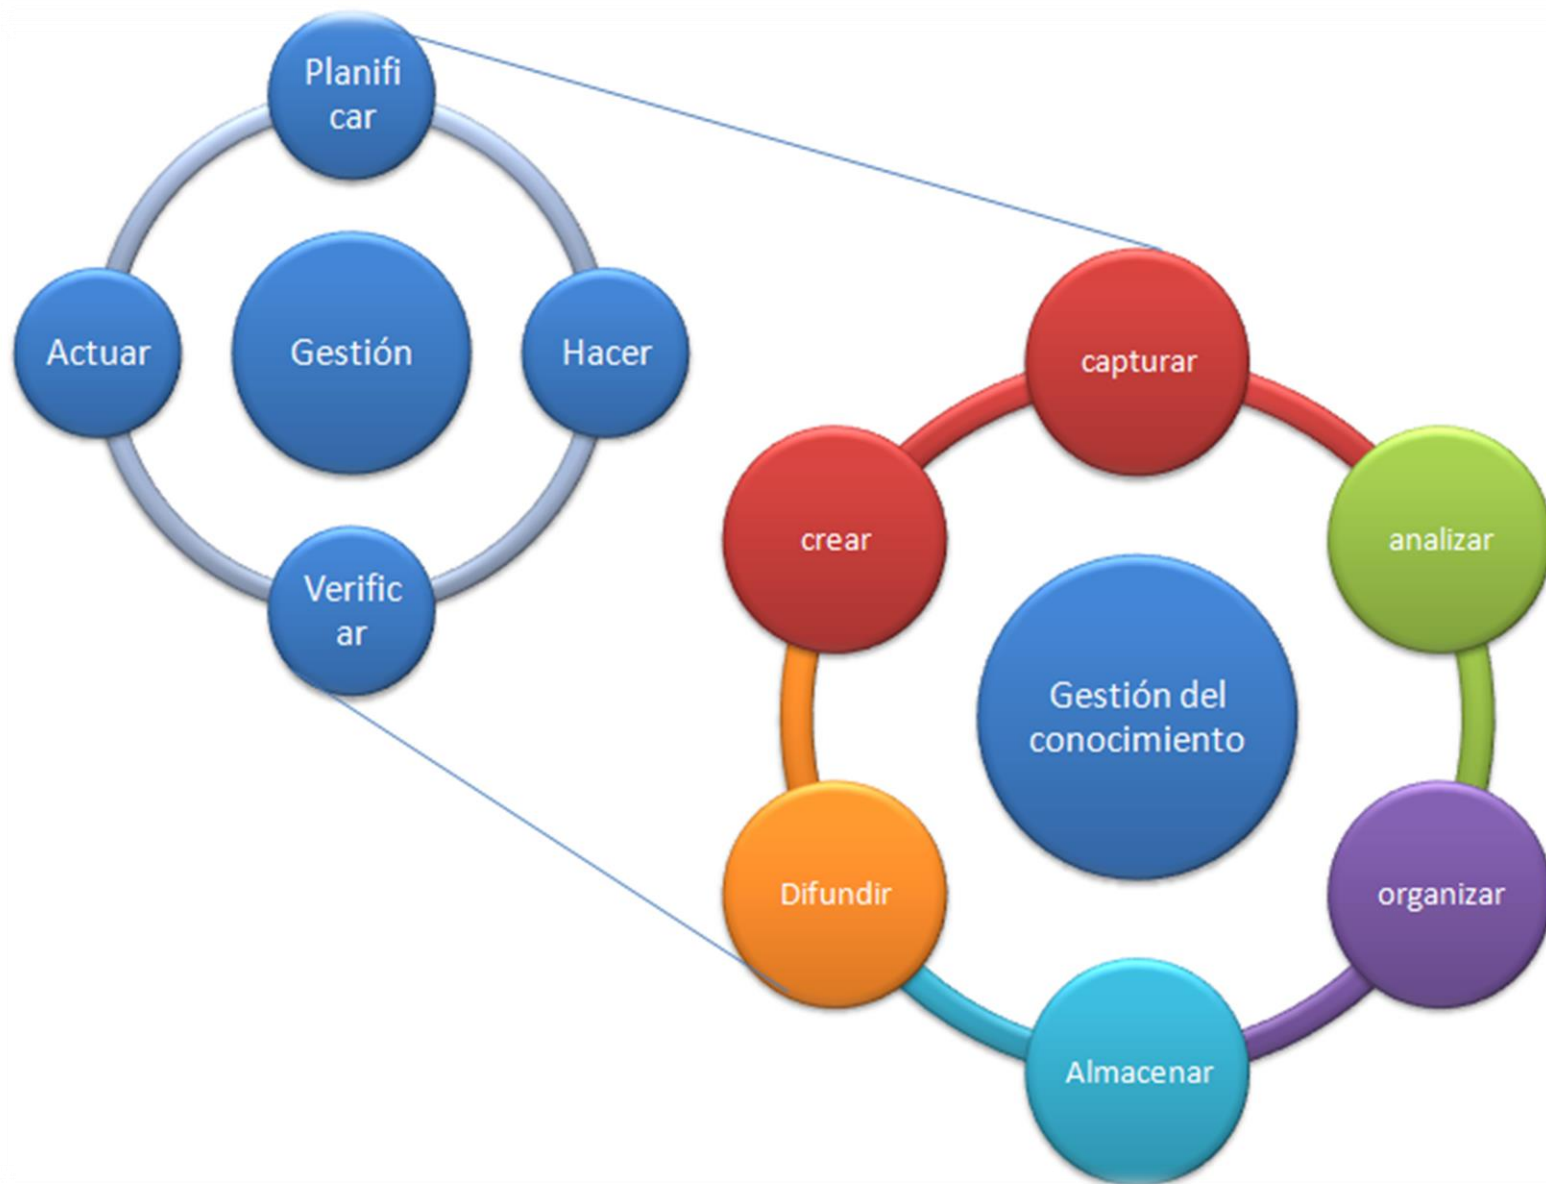 Planifi
car
Actuar
Gestión
Hacer
Verific
ar
capturar
crear
analizar
Gestión del
conocimiento
Difundir
organizar
Almacenar